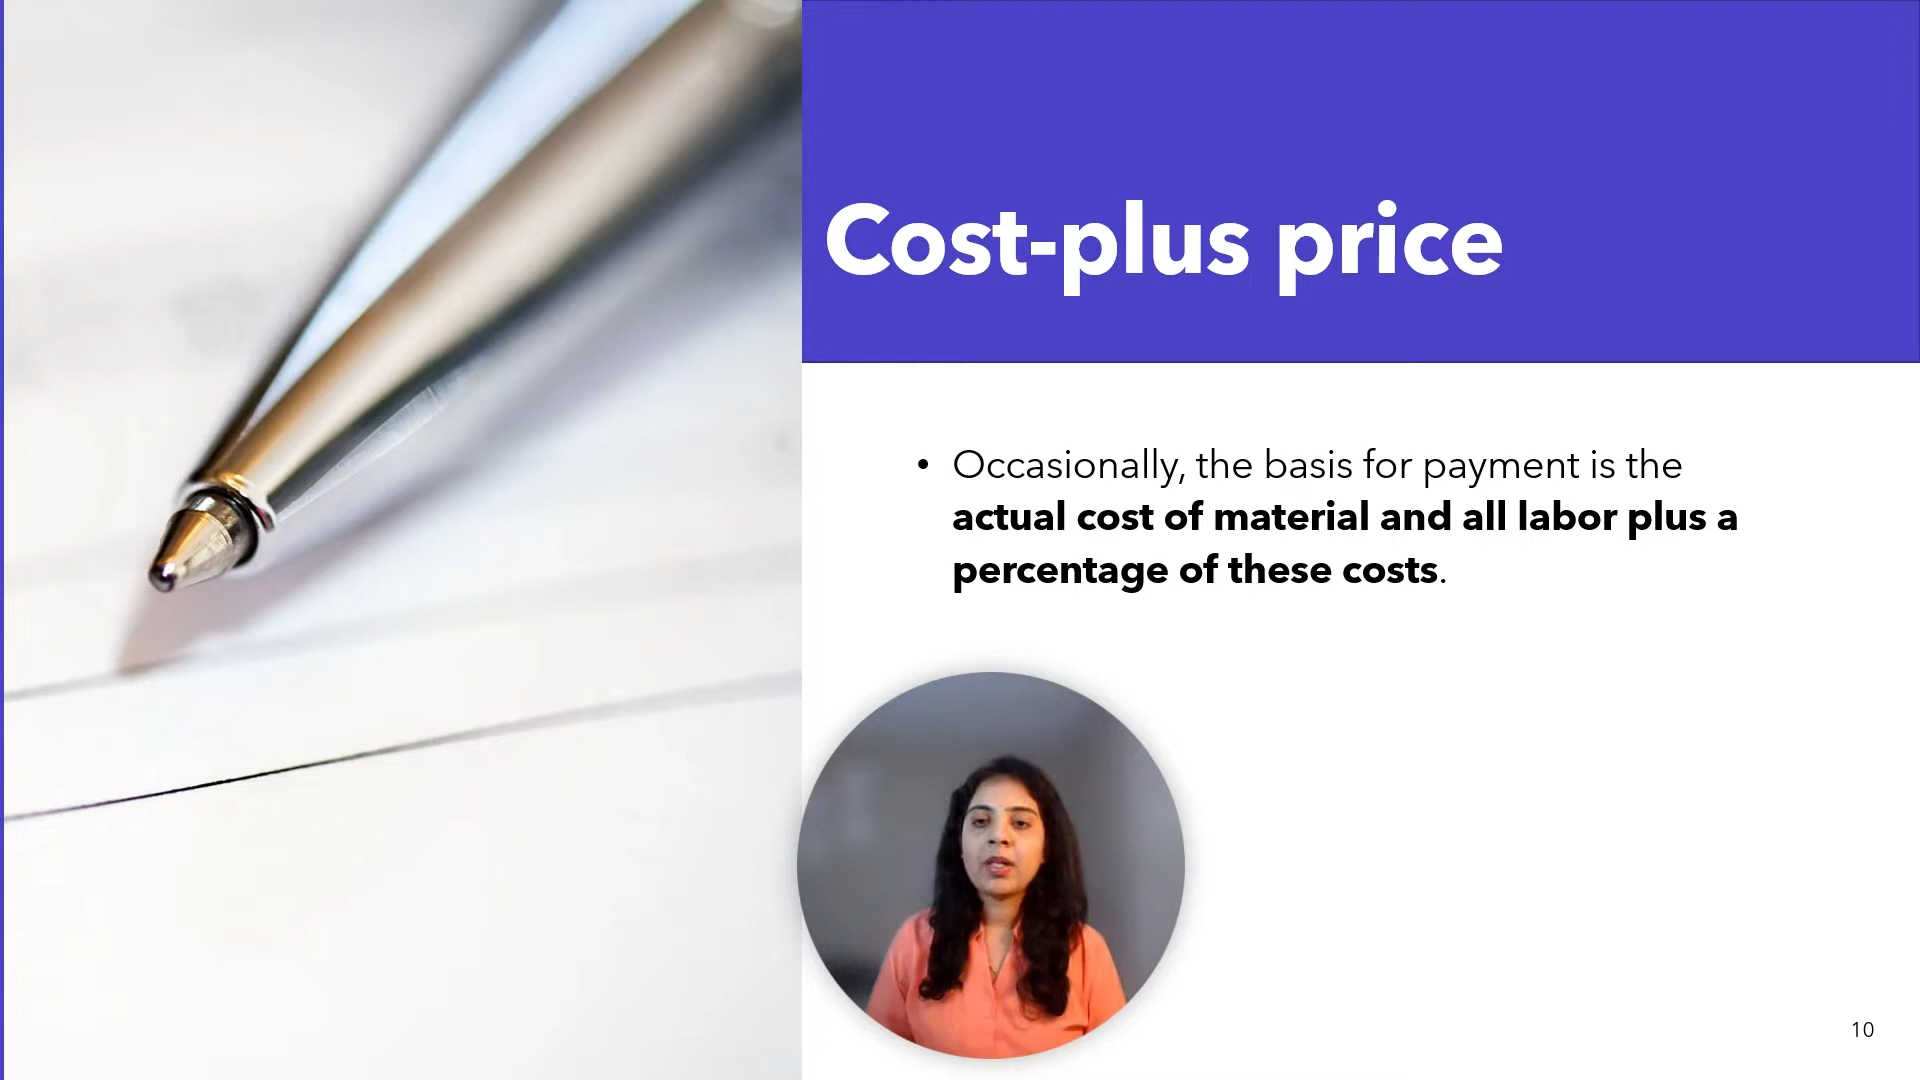 Cost-plus price
• Occasionally, the basis for payment is the
actual cost of material and all labor plus a
percentage of these costs.
10